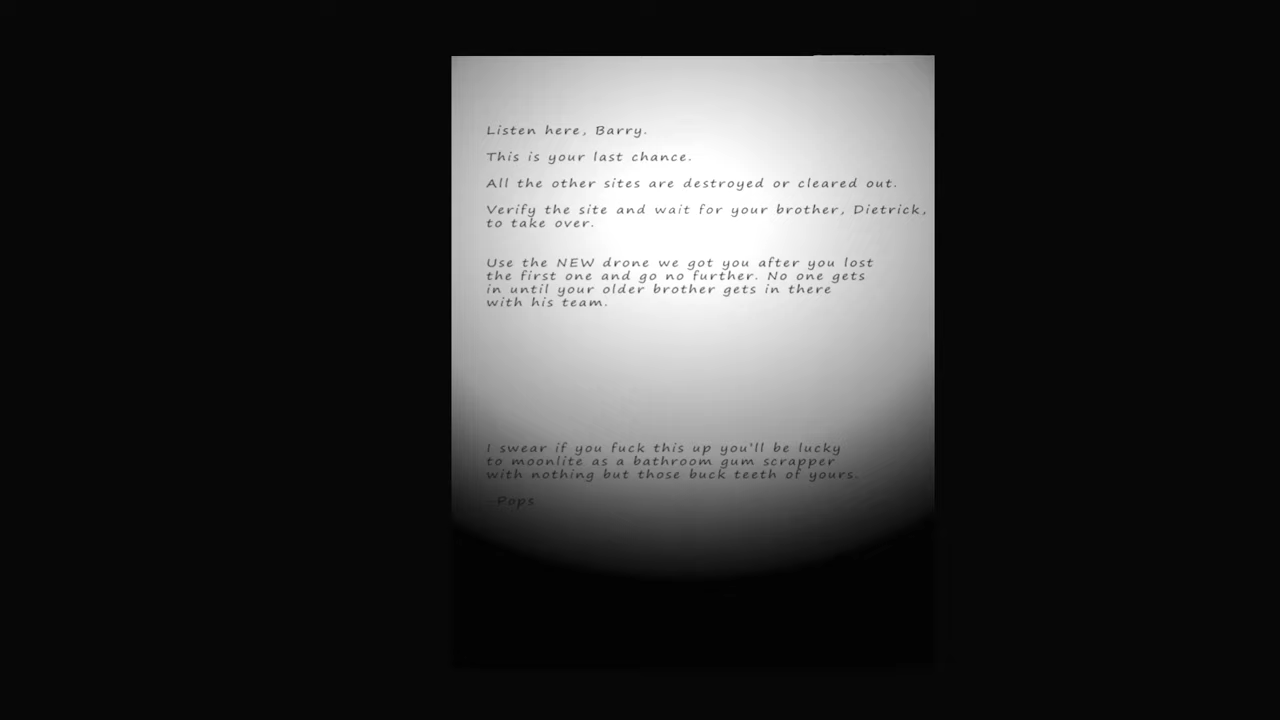 Listen here, Barry.
This is your last chance.
All the other sites are destroyed or cleared out.
Verify the site and wait for your brother, Dietrick,
to take over.
Use the NEW drone we got you after you lost
the first one and go no further. No one gets
in until your older brother gets in there
with his team.
I swear if you fuck this up you'll be lucky
to moonlite as a bathroom gum scrapper
with nothing but those buck teeth of yours.
-Pops